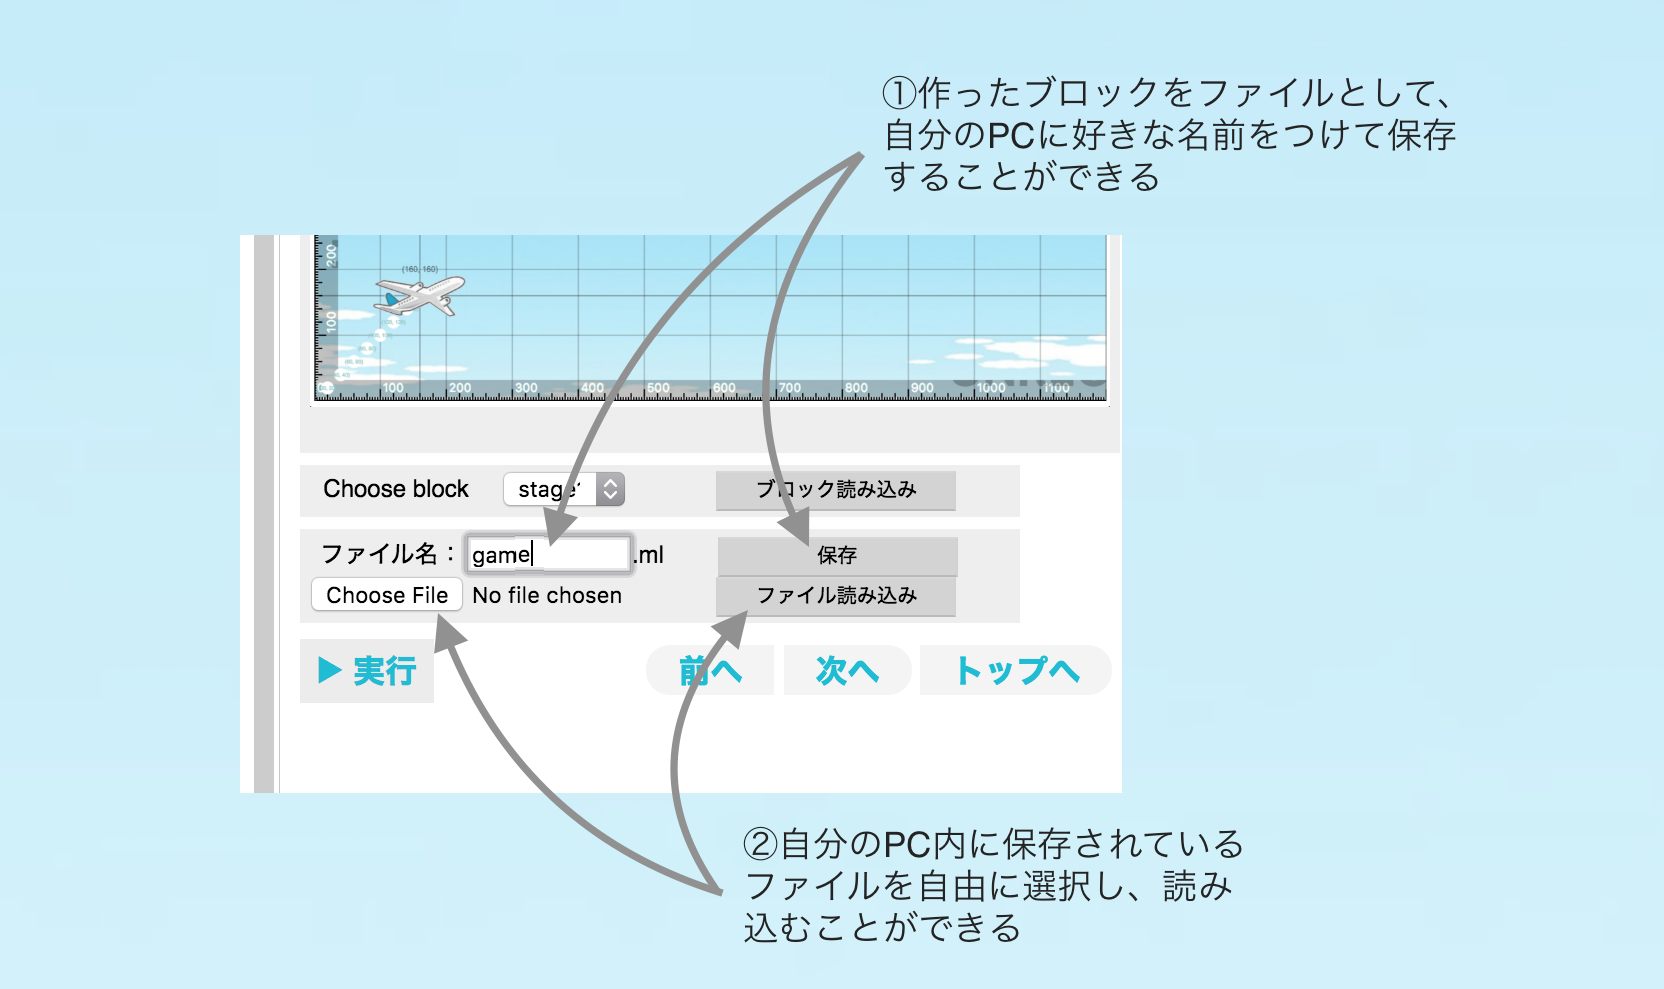 ①作ったブロックをファイルとして、
自分のPCに好きな名前をつけて保存
することができる
200
(160, 160)
100
100 200 300 400 500 600 700 800 900 1000 1100
Choose block stage ブロック読み込み
ファイル名： game .ml 保存
Choose File No file chosen ファイル読み込み
▶ 実行 前へ 次へ トップへ
②自分のPC内に保存されている
ファイルを自由に選択し、読み
込むことができる